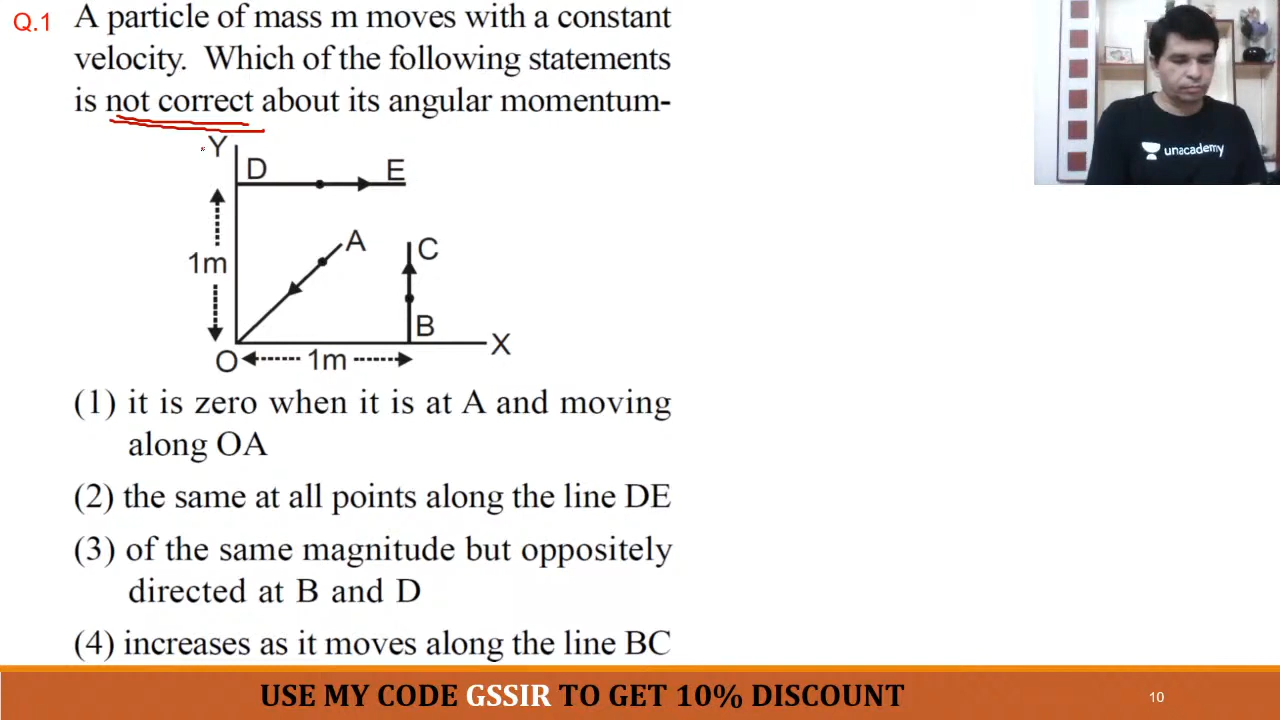 Q.1 A particle of mass m moves with a constant
velocity. Which of the following statements
is not correct about its angular momentum-
Y
D
E
A
C
1m
B
X
O
1m
(1) it is zero when it is at A and moving
along OA
(2) the same at all points along the line DE
(3) of the same magnitude but oppositely
directed at B and D
(4) increases as it moves along the line BC
USE MY CODE GSSIR TO GET 10% DISCOUNT
10
unacademy